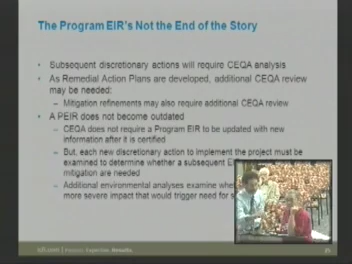 The Program EIR's Not the End of the Story
• Subsequent discretionary actions will require CEQA analysis
• As Remedial Action Plans are developed, additional CEQA review
may be needed:
– Mitigation refinements may also require additional CEQA review
• A PEIR does not become outdated
– CEQA does not require a Program EIR to be updated with new
information after it is certified
– But, each new discretionary action to implement the project must be
examined to determine whether a subsequent
mitigation are needed
– Additional environmental analyses examine
more severe impact that would trigger need for
Results.